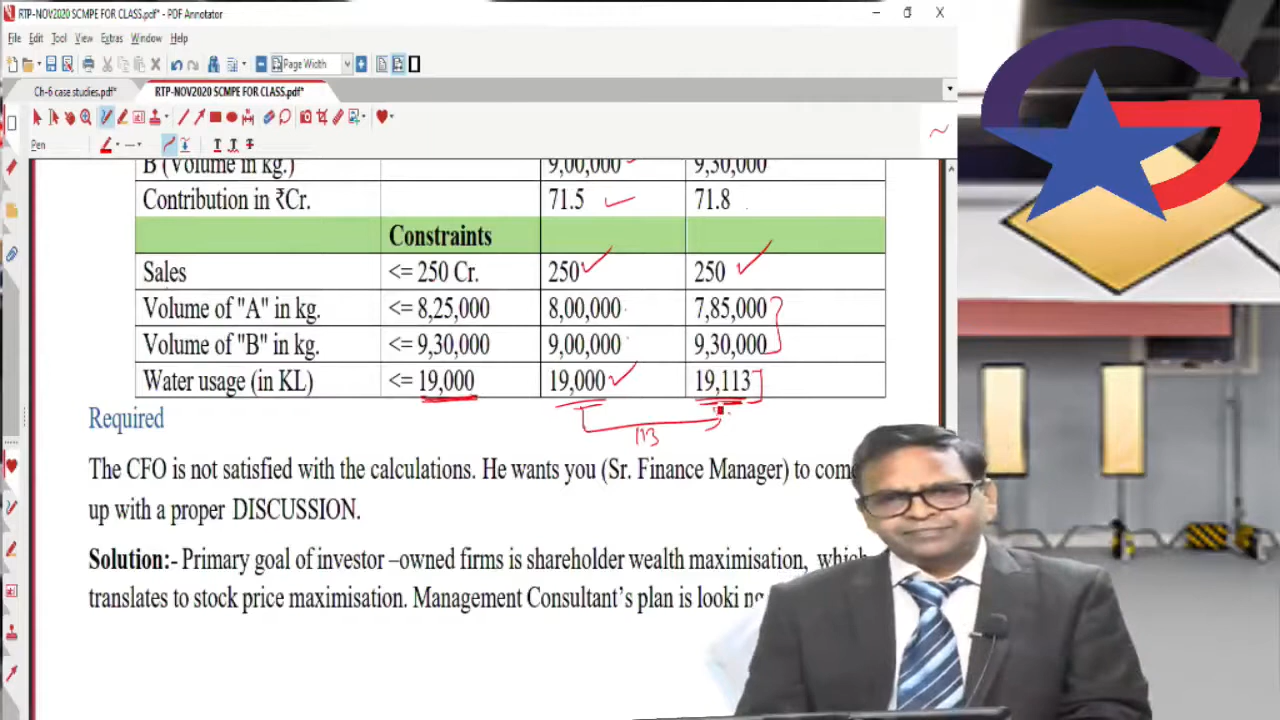 RTP-NOV2020 SCMPE FOR CLASS.pdf* - PDF Annotator
File Edit Tool View Extras Window Help
Page Width
Ch-6 case studies.pdf* RTP-NOV2020 SCMPE FOR CLASS.pdf*
Pen
B (Volume in kg.) 9,00,000 9,30,000
Contribution in ₹Cr. 71.5 71.8
Constraints
Sales <= 250 Cr. 250 250
Volume of "A" in kg. <= 8,25,000 8,00,000 7,85,000
Volume of "B" in kg. <= 9,30,000 9,00,000 9,30,000
Water usage (in KL) <= 19,000 19,000 19,113
113
Required
The CFO is not satisfied with the calculations. He wants you (Sr. Finance Manager) to come
up with a proper DISCUSSION.
Solution:- Primary goal of investor –owned firms is shareholder wealth maximisation, which
translates to stock price maximisation. Management Consultant's plan is looki